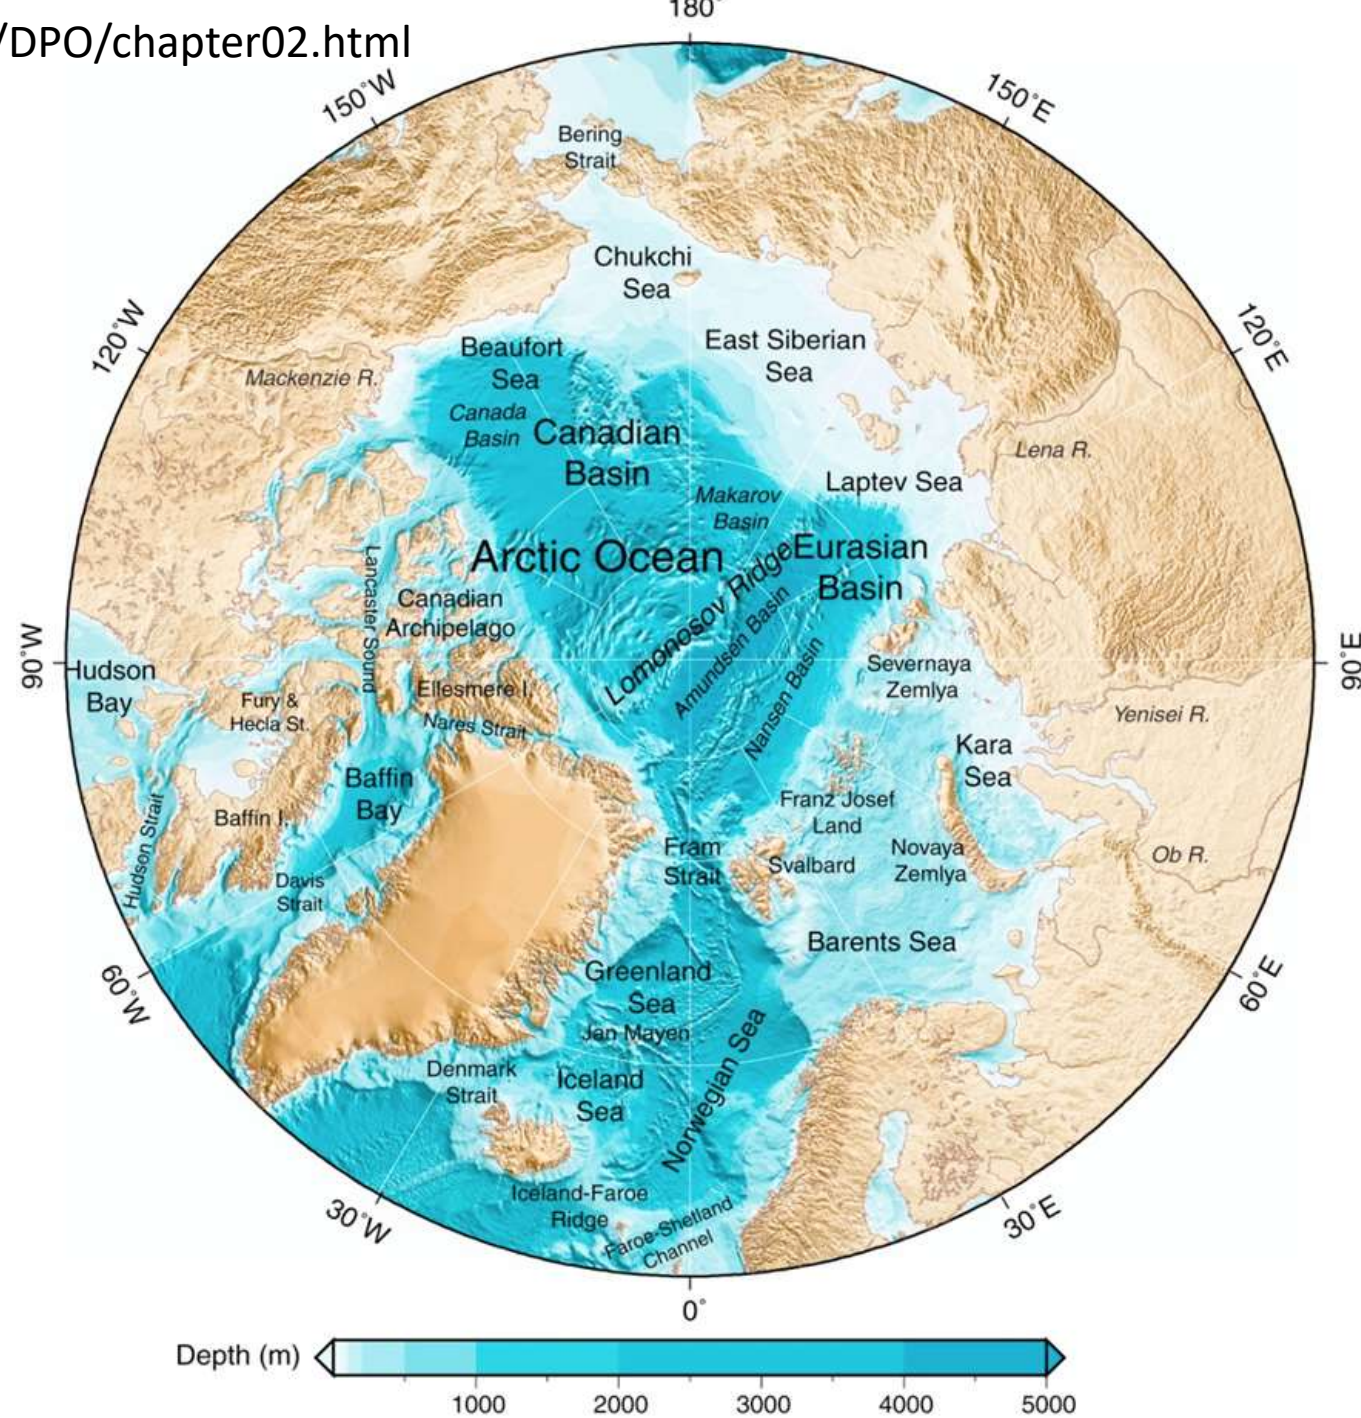 /DPO/chapter02.html
180°
150°W
150°E
120°W
120°E
90°W
90°E
60°W
60°E
30°W
30°E
0°
Bering
Strait
Chukchi
Sea
East Siberian
Sea
Beaufort
Sea
Mackenzie R.
Canada
Basin
Canadian
Basin
Lena R.
Laptev Sea
Makarov
Basin
Arctic Ocean
Eurasian
Basin
Lomonosov Ridge
Amundsen Basin
Nansen Basin
Lancaster Sound
Canadian
Archipelago
Hudson
Bay
Fury &
Hecla St.
Ellesmere I.
Nares Strait
Severnaya
Zemlya
Yenisei R.
Kara
Sea
Baffin
Bay
Baffin I.
Hudson Strait
Franz Josef
Land
Fram
Strait
Svalbard
Novaya
Zemlya
Ob R.
Davis
Strait
Barents Sea
Greenland
Sea
Jan Mayen
Norwegian Sea
Denmark
Strait
Iceland
Sea
Iceland-Faroe
Ridge
Faroe-Shetland
Channel
Depth (m)
1000 2000 3000 4000 5000